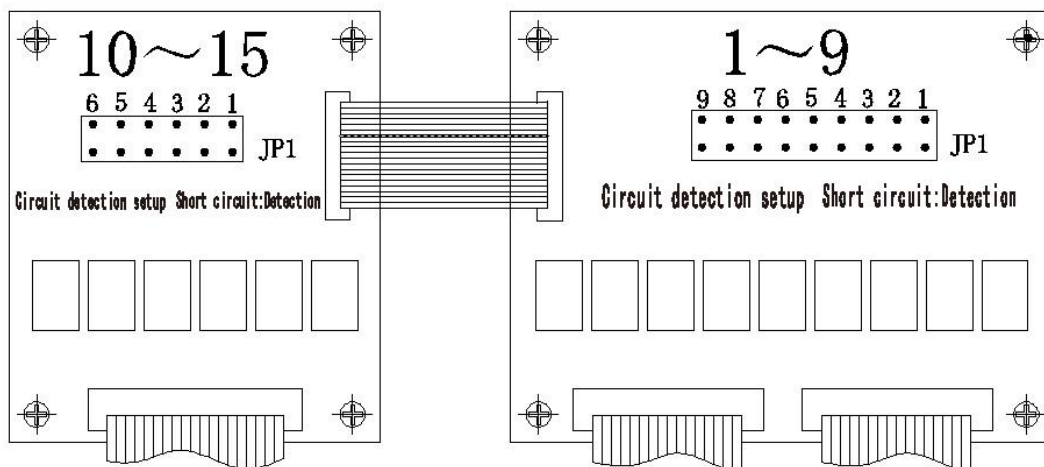 10～15
6 5 4 3 2 1
JP1
Circuit detection setup Short circuit:Detection
1～9
9 8 7 6 5 4 3 2 1
JP1
Circuit detection setup Short circuit:Detection